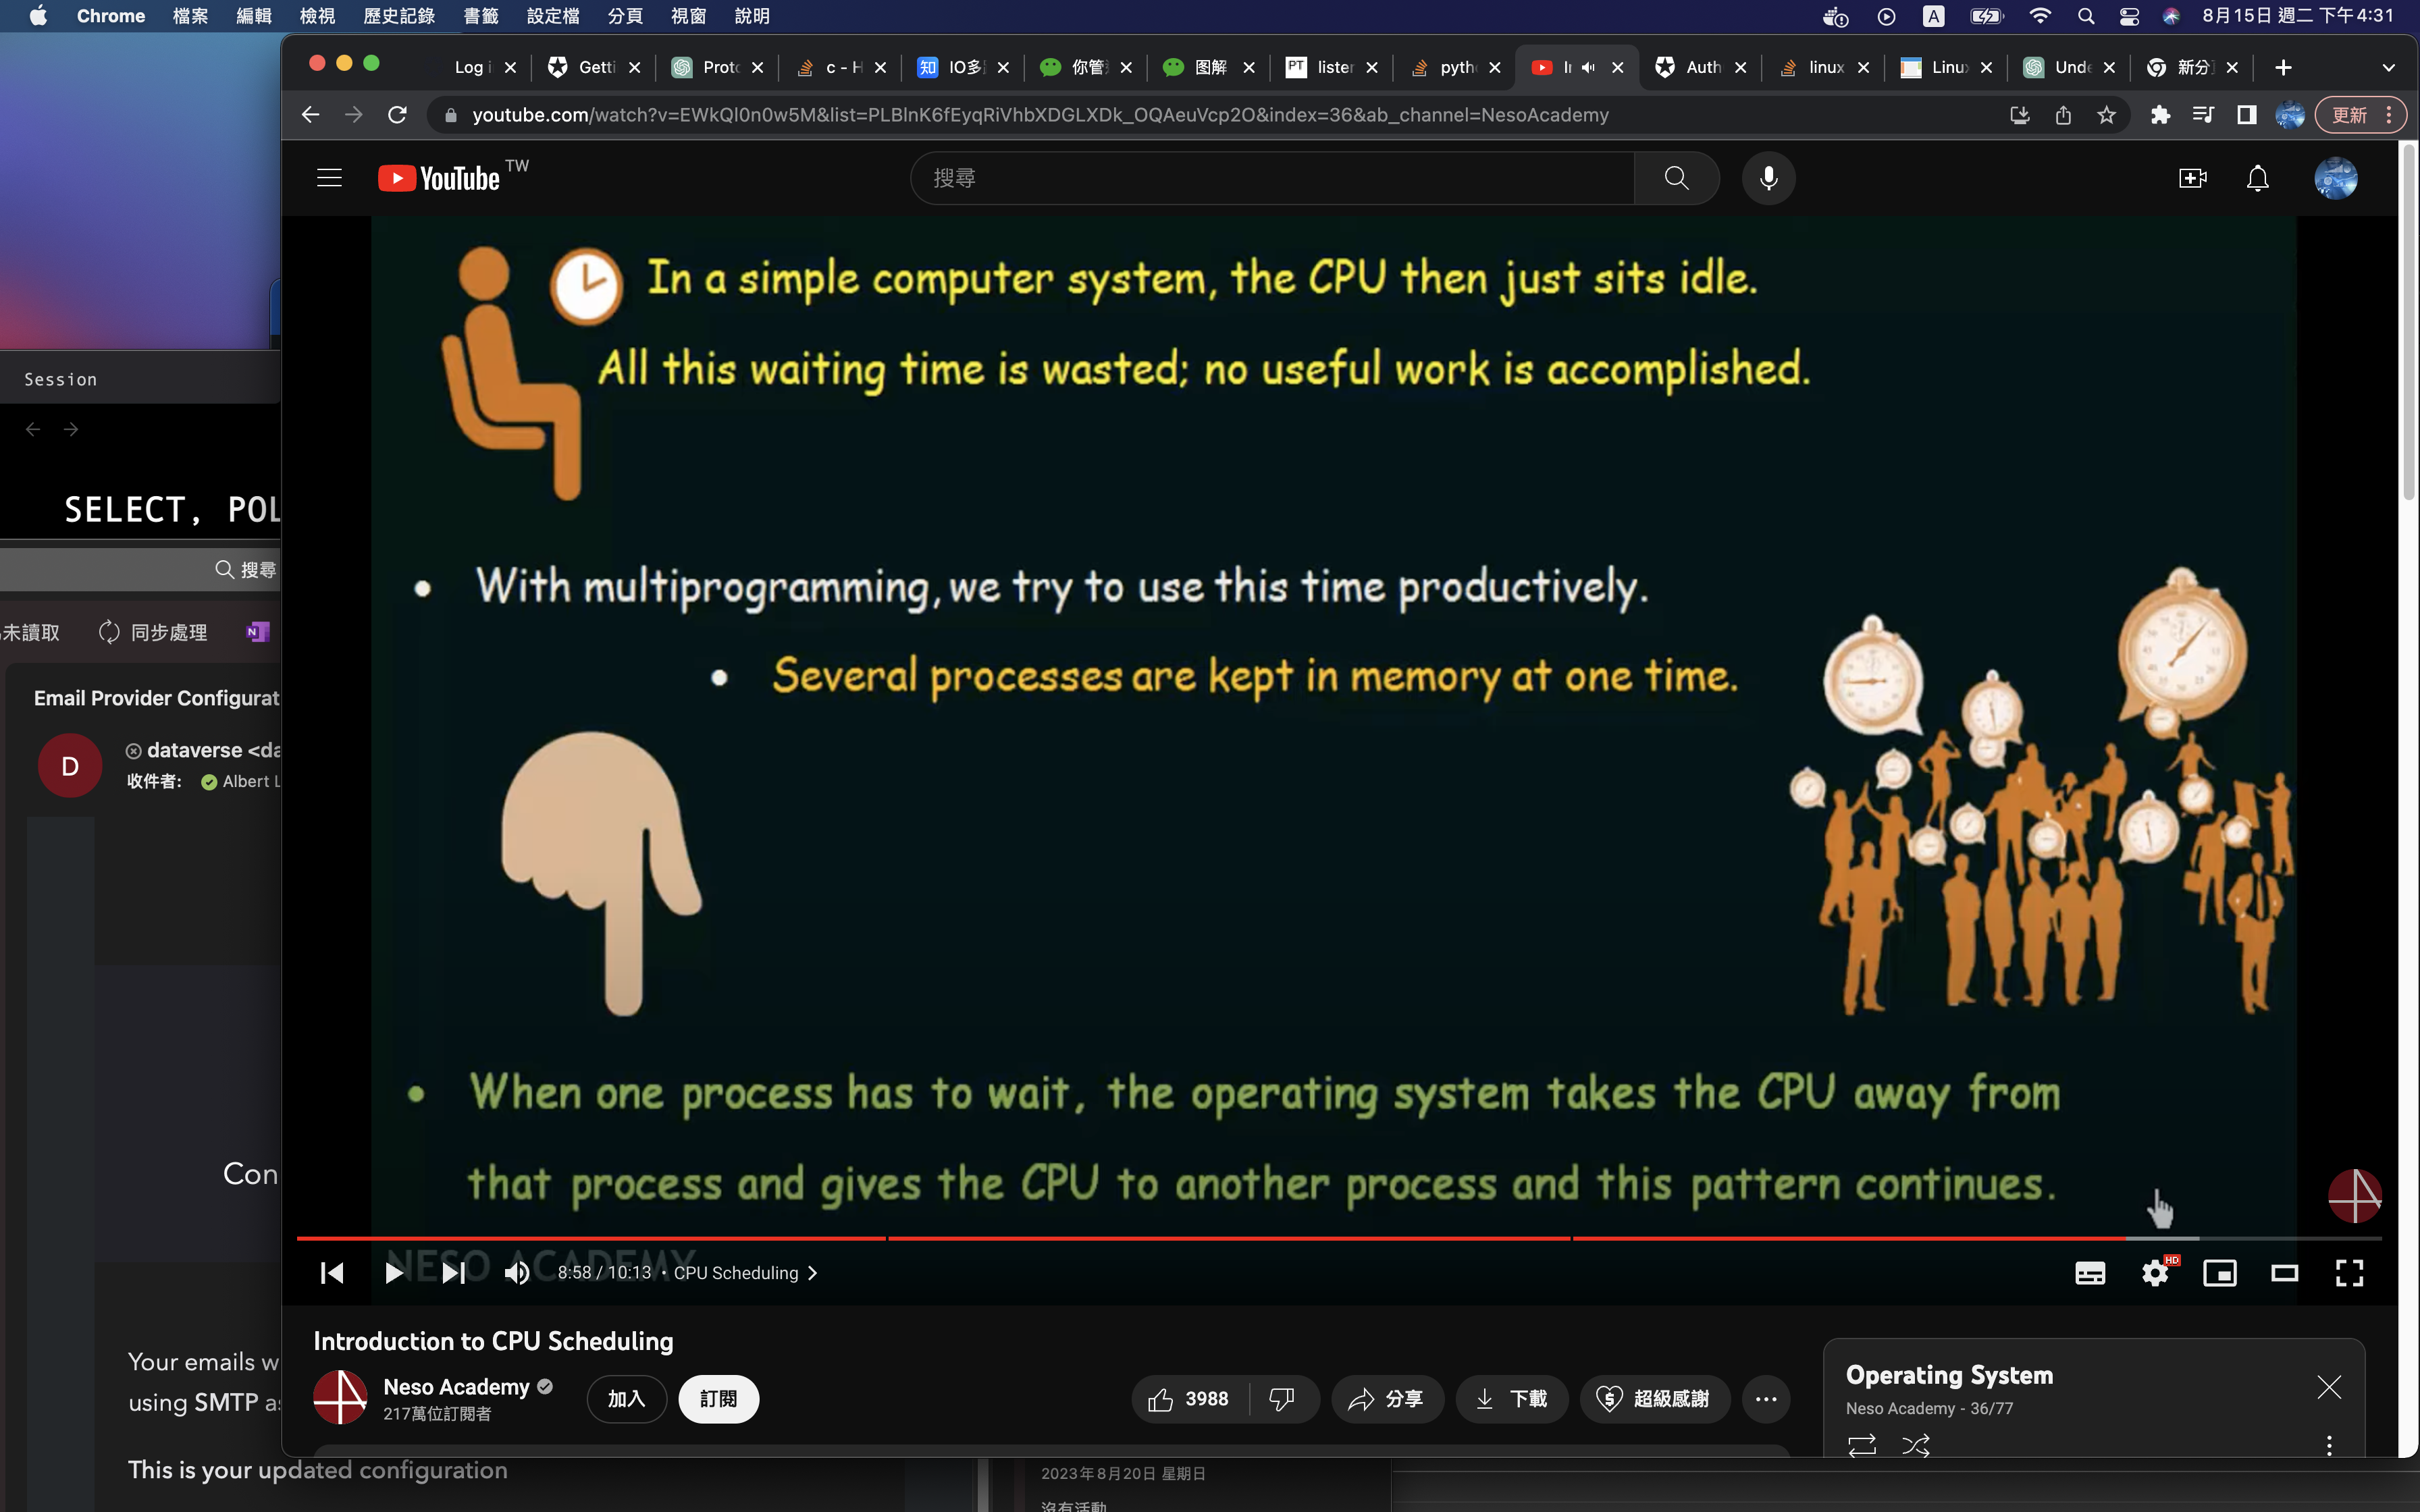 Chrome 檔案 編輯 檢視 歷史記錄 書籤 設定檔 分頁 視窗 說明 A 8月15日 週二 下午4:31
Log i Getti Proto c - H 知 IO多 你管 图解 PT lister pyth Ir Auth linux Linux Unde 新分
youtube.com/watch?v=EWkQl0n0w5M&list=PLBlnK6fEyqRiVhbXDGLXDk_OQAeuVcp2O&index=36&ab_channel=NesoAcademy 更新
YouTube TW 搜尋
In a simple computer system, the CPU then just sits idle.
All this waiting time is wasted; no useful work is accomplished.
Session
SELECT, POL
搜尋
未讀取 同步處理 N
Email Provider Configurat
D
dataverse <da
收件者: Albert L
• With multiprogramming, we try to use this time productively.
• Several processes are kept in memory at one time.
• When one process has to wait, the operating system takes the CPU away from
that process and gives the CPU to another process and this pattern continues.
Con
NESO ACADEMY
8:58 / 10:13 • CPU Scheduling
HD
Introduction to CPU Scheduling
Neso Academy
217萬位訂閱者
加入 訂閱 3988 分享 下載 超級感謝
Operating System
Neso Academy - 36/77
Your emails w
using SMTP as
This is your updated configuration
2023年8月20日 星期日
沒有活動